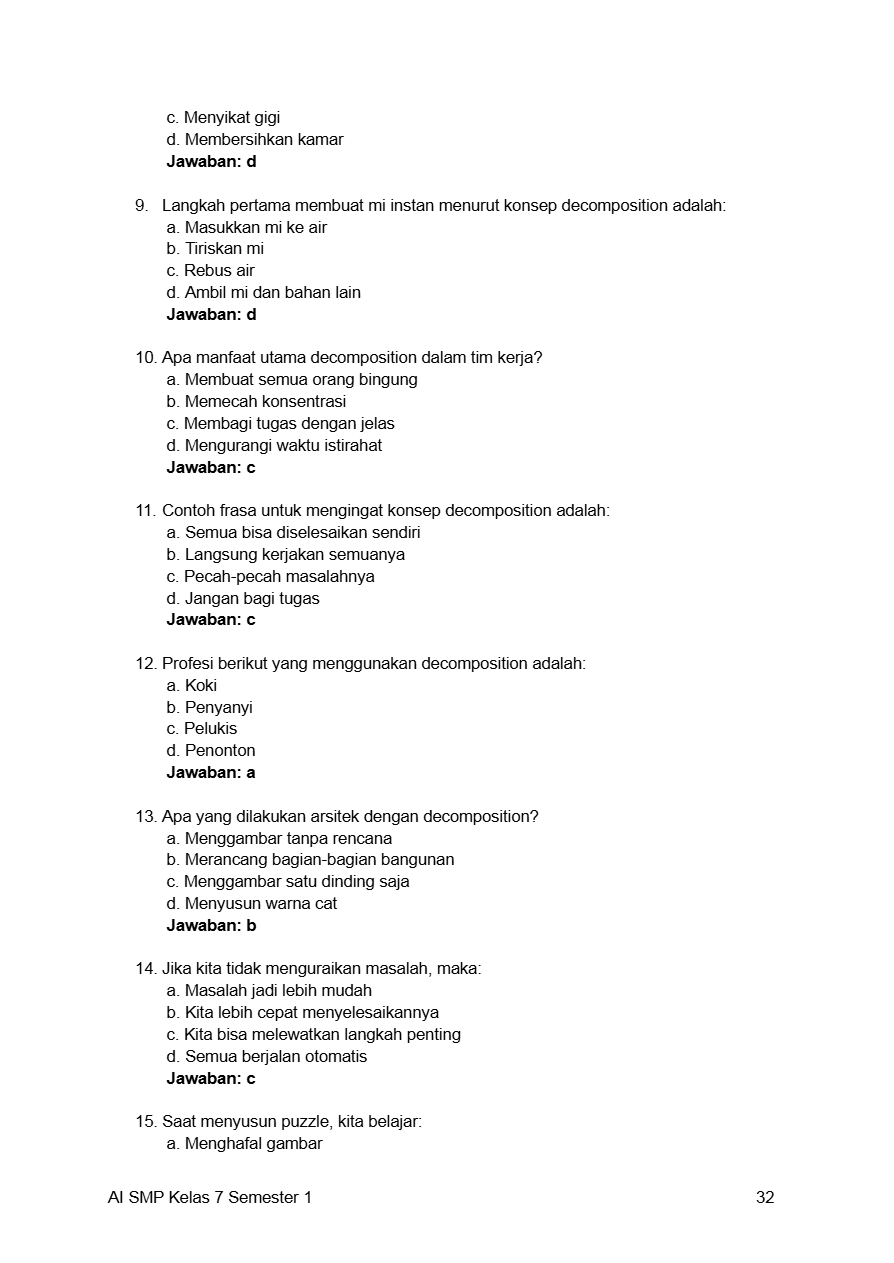 c. Menyikat gigi
d. Membersihkan kamar
Jawaban: d
9. Langkah pertama membuat mi instan menurut konsep decomposition adalah:
a. Masukkan mi ke air
b. Tiriskan mi
c. Rebus air
d. Ambil mi dan bahan lain
Jawaban: d
10. Apa manfaat utama decomposition dalam tim kerja?
a. Membuat semua orang bingung
b. Memecah konsentrasi
c. Membagi tugas dengan jelas
d. Mengurangi waktu istirahat
Jawaban: c
11. Contoh frasa untuk mengingat konsep decomposition adalah:
a. Semua bisa diselesaikan sendiri
b. Langsung kerjakan semuanya
c. Pecah-pecah masalahnya
d. Jangan bagi tugas
Jawaban: c
12. Profesi berikut yang menggunakan decomposition adalah:
a. Koki
b. Penyanyi
c. Pelukis
d. Penonton
Jawaban: a
13. Apa yang dilakukan arsitek dengan decomposition?
a. Menggambar tanpa rencana
b. Merancang bagian-bagian bangunan
c. Menggambar satu dinding saja
d. Menyusun warna cat
Jawaban: b
14. Jika kita tidak menguraikan masalah, maka:
a. Masalah jadi lebih mudah
b. Kita lebih cepat menyelesaikannya
c. Kita bisa melewatkan langkah penting
d. Semua berjalan otomatis
Jawaban: c
15. Saat menyusun puzzle, kita belajar:
a. Menghafal gambar
AI SMP Kelas 7 Semester 1 32